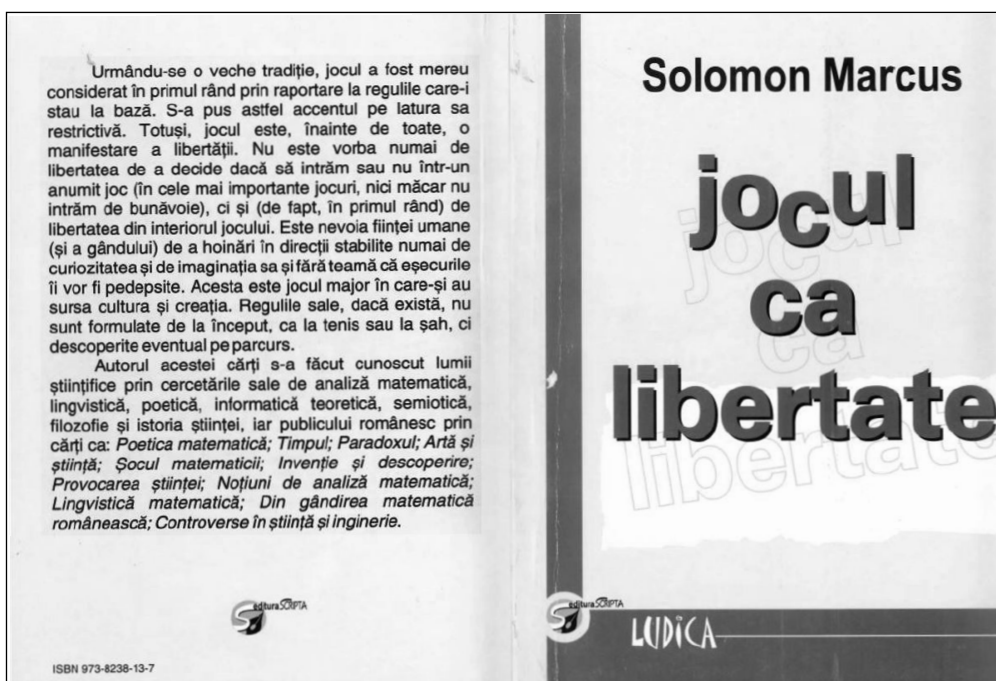 Urmându-se o veche tradiție, jocul a fost mereu
considerat în primul rând prin raportare la regulile care-i
stau la bază. S-a pus astfel accentul pe latura sa
restrictivă. Totuși, jocul este, înainte de toate, o
manifestare a libertății. Nu este vorba numai de
libertatea de a decide dacă să intrăm sau nu într-un
anumit joc (în cele mai importante jocuri, nici măcar nu
intrăm de bunăvoie), ci și (de fapt, în primul rând) de
libertatea din interiorul jocului. Este nevoia ființei umane
(și a gândului) de a hoinări în direcții stabilite numai de
curiozitatea și de imaginația sa și fără teamă că eșecurile
îi vor fi pedepsite. Acesta este jocul major în care-și au
sursa cultura și creația. Regulile sale, dacă există, nu
sunt formulate de la început, ca la tenis sau la șah, ci
descoperite eventual pe parcurs.
Autorul acestei cărți s-a făcut cunoscut lumii
științifice prin cercetările sale de analiză matematică,
lingvistică, poetică, informatică teoretică, semiotică,
filozofie și istoria științei, iar publicului românesc prin
cărți ca: Poetica matematică; Timpul; Paradoxul; Artă și
știință; Șocul matematicii; Invenție și descoperire;
Provocarea științei; Noțiuni de analiză matematică;
Lingvistică matematică; Din gândirea matematică
românească; Controverse în știință și inginerie.
editura SCRIPTA
ISBN 973-8238-13-7
Solomon Marcus
jocul
jocul
ca
ca
libertate
libertate
editura SCRIPTA
LUDICA